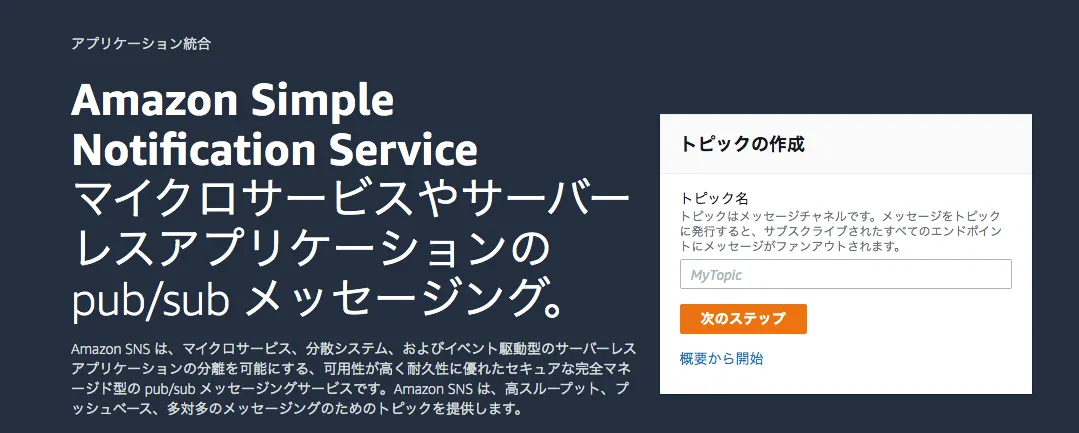 アプリケーション統合
Amazon Simple
Notification Service
マイクロサービスやサーバー
レスアプリケーションの
pub/sub メッセージング。
Amazon SNS は、マイクロサービス、分散システム、およびイベント駆動型のサーバーレス
アプリケーションの分離を可能にする、可用性が高く耐久性に優れたセキュアな完全マネ
ージド型の pub/sub メッセージングサービスです。Amazon SNS は、高スループット、プ
ッシュベース、多対多のメッセージングのためのトピックを提供します。
トピックの作成
トピック名
トピックはメッセージチャネルです。メッセージをトピック
に発行すると、サブスクライブされたすべてのエンドポイン
トにメッセージがファンアウトされます。
MyTopic
次のステップ
概要から開始